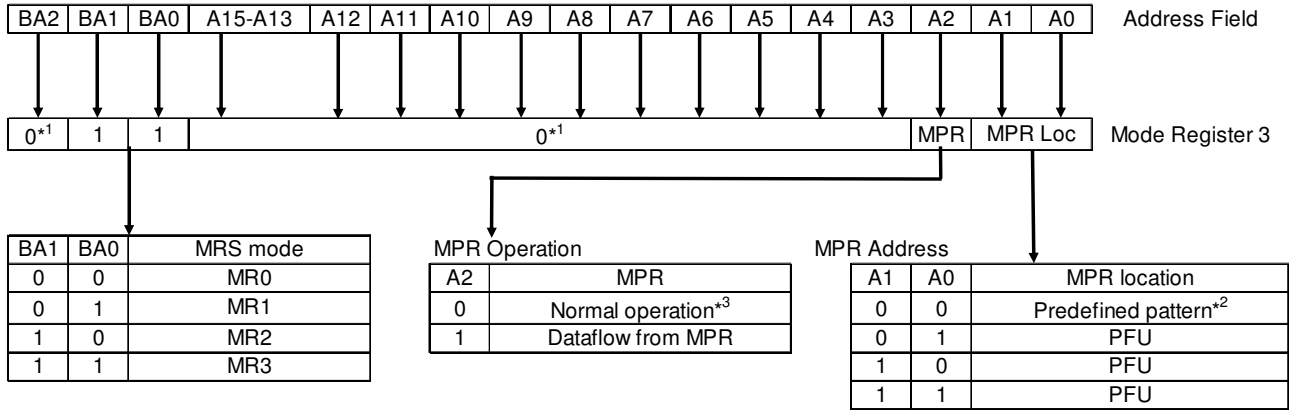 BA2 BA1 BA0 A15-A13 A12 A11 A10 A9 A8 A7 A6 A5 A4 A3 A2 A1 A0 Address Field
0*1 1 1 0*1 MPR MPR Loc Mode Register 3
BA1 BA0 MRS mode
0 0 MR0
0 1 MR1
1 0 MR2
1 1 MR3
MPR Operation
A2 MPR
0 Normal operation*3
1 Dataflow from MPR
MPR Address
A1 A0 MPR location
0 0 Predefined pattern*2
0 1 PFU
1 0 PFU
1 1 PFU